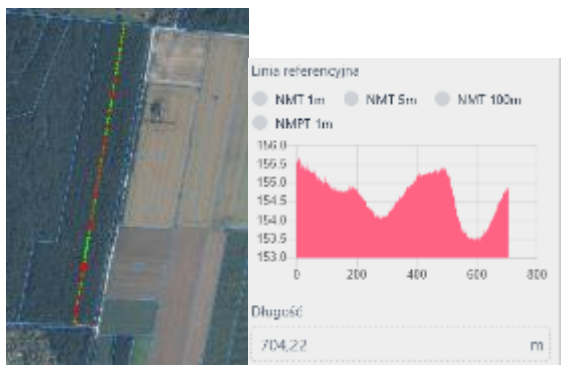 Linia referencyjna
NMT 1m NMT 5m NMT 100m
NMPT 1m
156.0
155.5
155.0
154.5
154.0
153.5
153.0
0 200 400 600 800
Długość
704,22 m